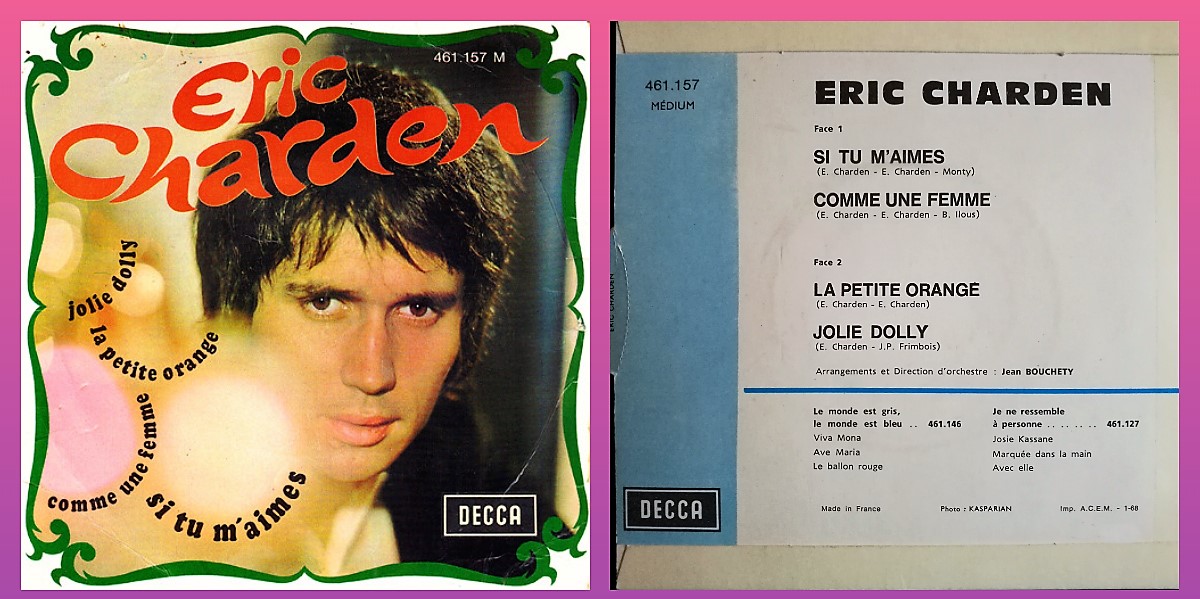 461.157 M
Eric
Charden
jolie dolly
la petite orange
comme une femme
si tu m'aimes
DECCA
461.157
MÉDIUM
ERIC CHARDEN
Face 1
SI TU M'AIMES
(E. Charden - E. Charden - Monty)
COMME UNE FEMME
(E. Charden - E. Charden - B. Ilous)
Face 2
LA PETITE ORANGE
(E. Charden - E. Charden)
JOLIE DOLLY
(E. Charden - J.P. Frimbois)
Arrangements et Direction d'orchestre : Jean BOUCHETY
Le monde est gris,
le monde est bleu .. 461.146
Viva Mona
Ave Maria
Le ballon rouge
Je ne ressemble
à personne . . . . . . . 461.127
Josie Kassane
Marquée dans la main
Avec elle
DECCA
Made in France
Photo : KASPARIAN
Imp. A.C.E.M. - 1-68
ERIC CHARDEN